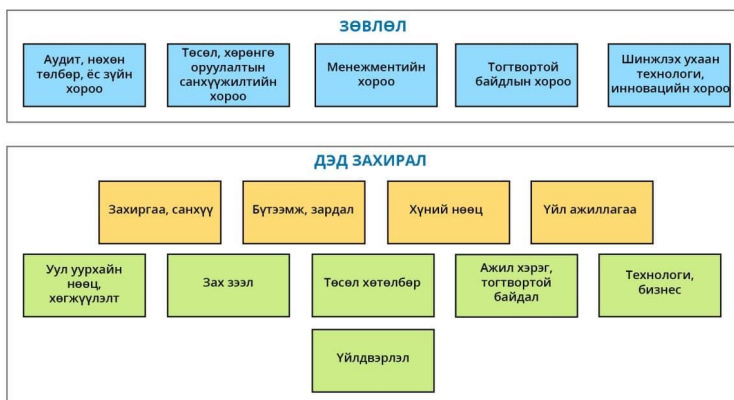 ЗӨВЛӨЛ
Аудит, нөхөн
төлбөр, ёс зүйн
хороо
Төсөл, хөрөнгө
оруулалтын
санхүүжилтийн
хороо
Менежментийн
хороо
Тогтвортой
байдлын хороо
Шинжлэх ухаан
технологи,
инновацийн хороо
ДЭД ЗАХИРАЛ
Захиргаа, санхүү
Бүтээмж, зардал
Хүний нөөц
Үйл ажиллагаа
Уул уурхайн
нөөц,
хөгжүүлэлт
Зах зээл
Төсөл хөтөлбөр
Ажил хэрэг,
тогтвортой
байдал
Технологи,
бизнес
Үйлдвэрлэл